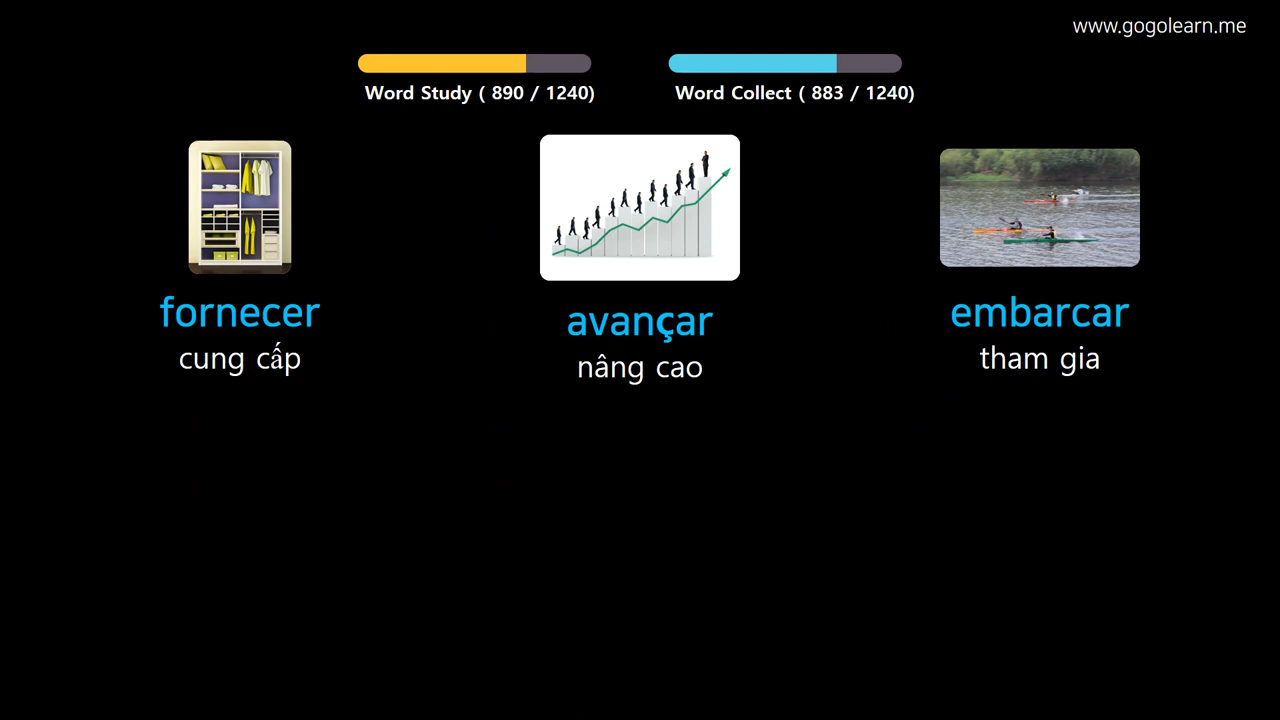 www.gogolearn.me
Word Study ( 890 / 1240)
Word Collect ( 883 / 1240)
fornecer
cung cấp
avançar
nâng cao
embarcar
tham gia